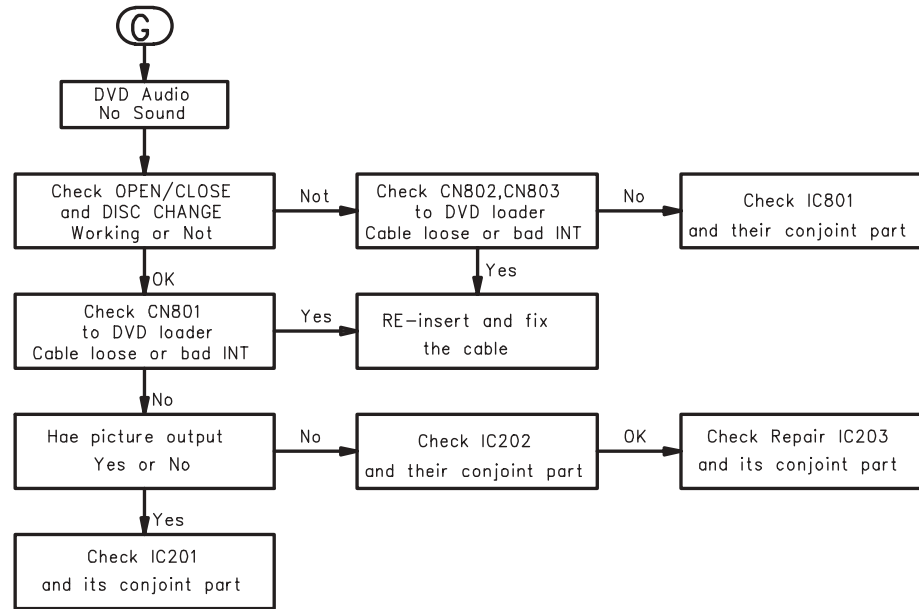 G
DVD Audio
No Sound
Check OPEN/CLOSE
and DISC CHANGE
Working or Not
Not
Check CN802,CN803
to DVD loader
Cable loose or bad INT
No
Check IC801
and their conjoint part
OK
Yes
Check CN801
to DVD loader
Cable loose or bad INT
Yes
RE-insert and fix
the cable
No
Hae picture output
Yes or No
No
Check IC202
and their conjoint part
OK
Check Repair IC203
and its conjoint part
Yes
Check IC201
and its conjoint part